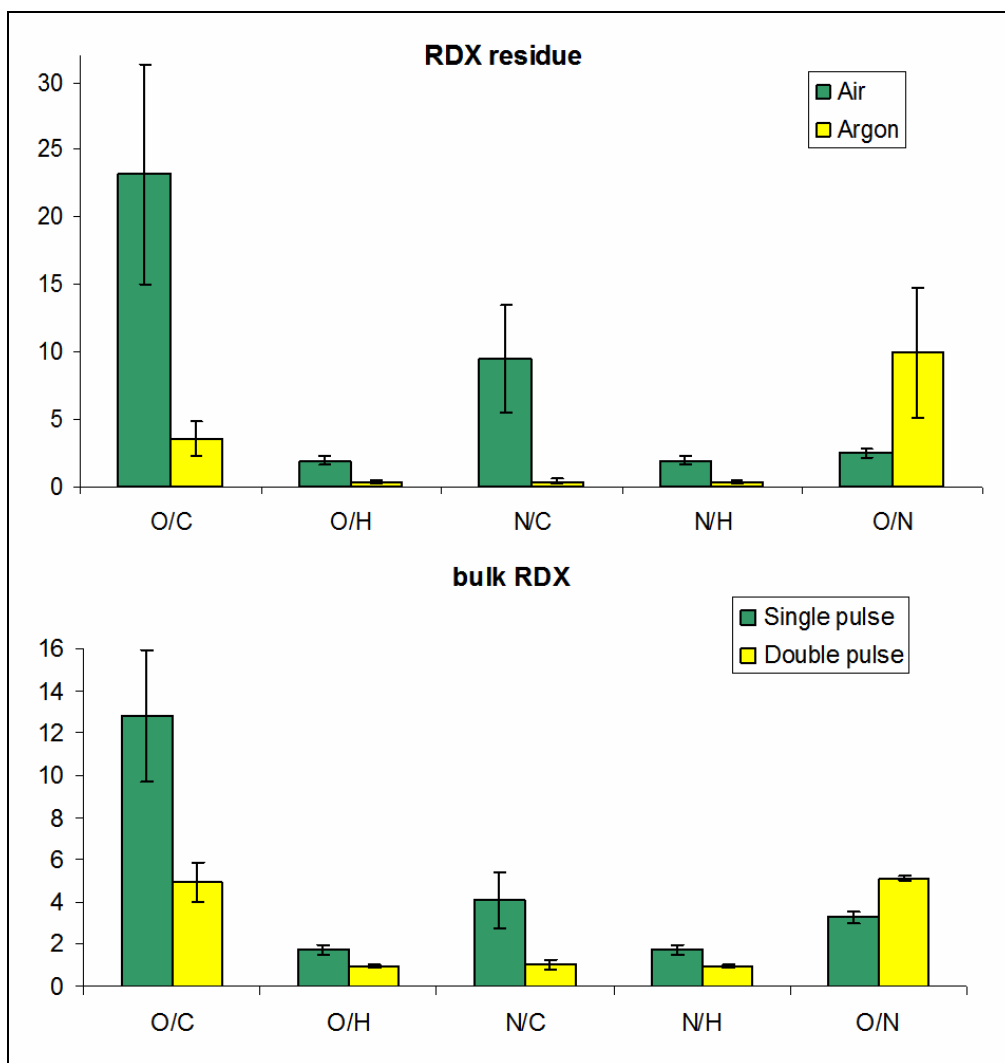 RDX residue
Air
Argon
30
25
20
15
10
5
0
O/C O/H N/C N/H O/N
bulk RDX
Single pulse
Double pulse
16
14
12
10
8
6
4
2
0
O/C O/H N/C N/H O/N